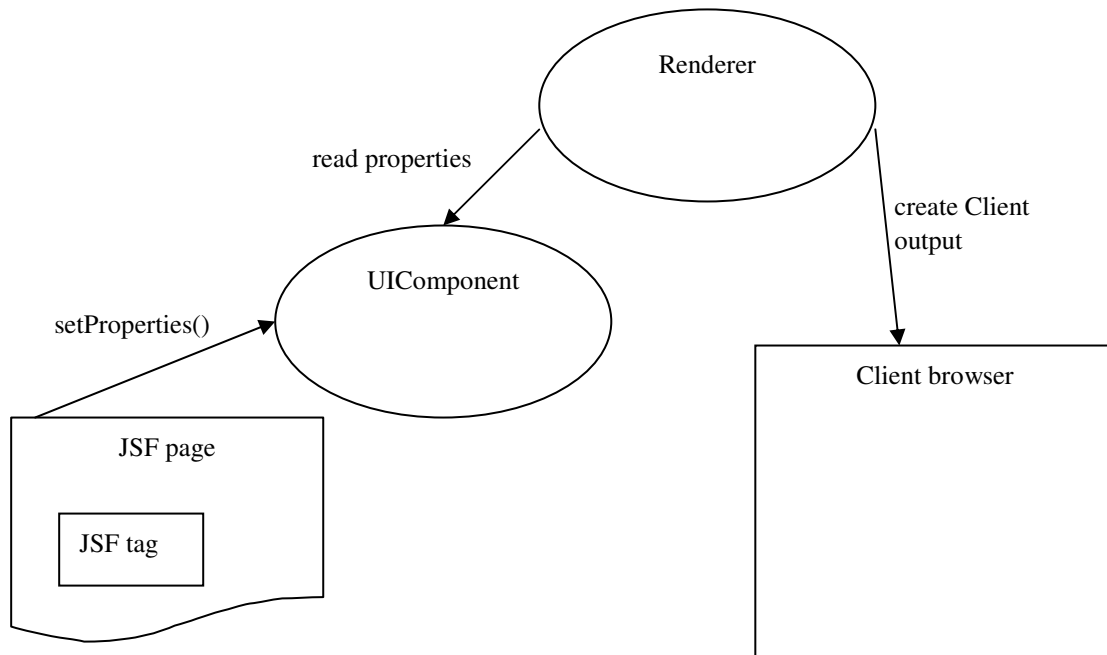 Renderer
read properties
create Client
output
UIComponent
setProperties()
Client browser
JSF page
JSF tag